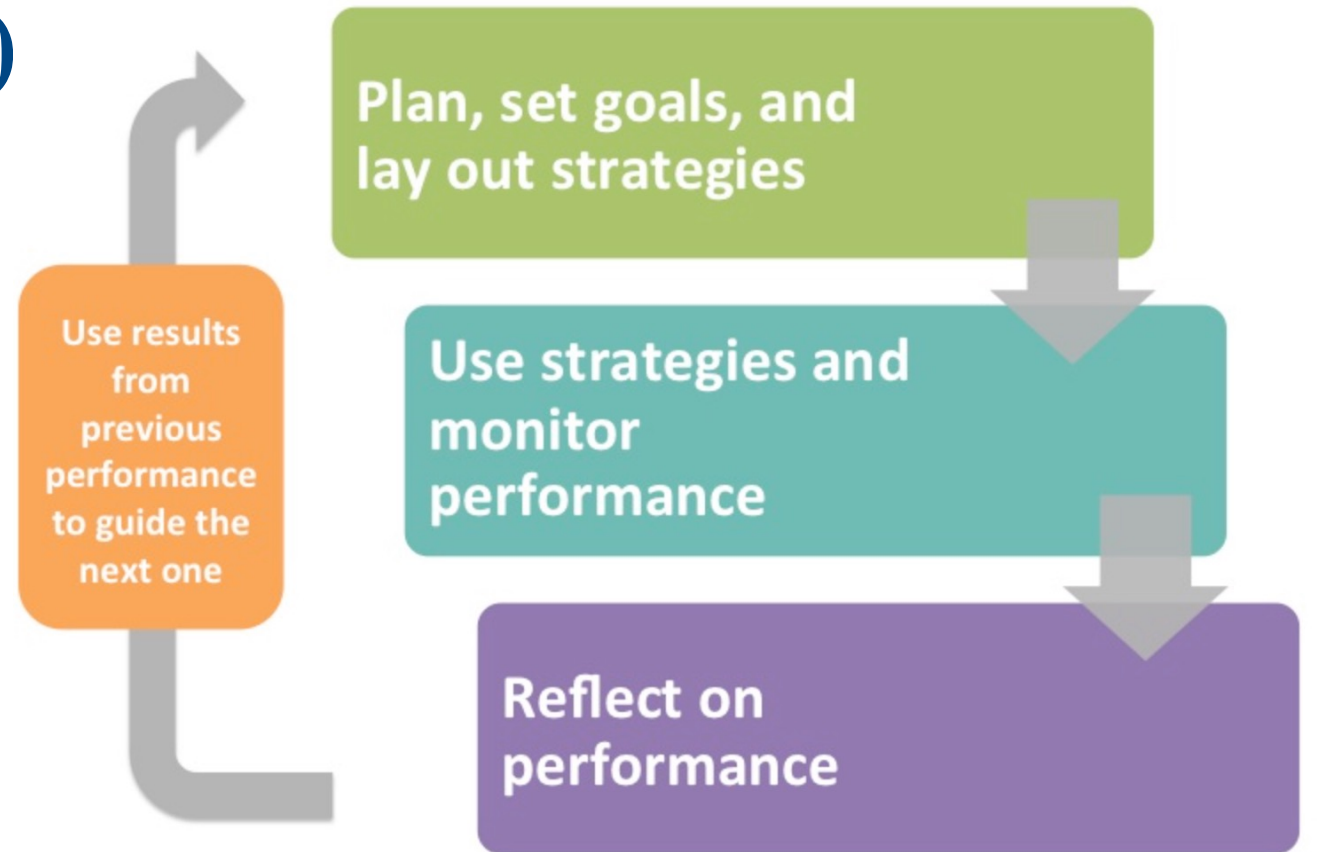 )
Plan, set goals, and
lay out strategies
Use strategies and
monitor
performance
Reflect on
performance
Use results
from
previous
performance
to guide the
next one